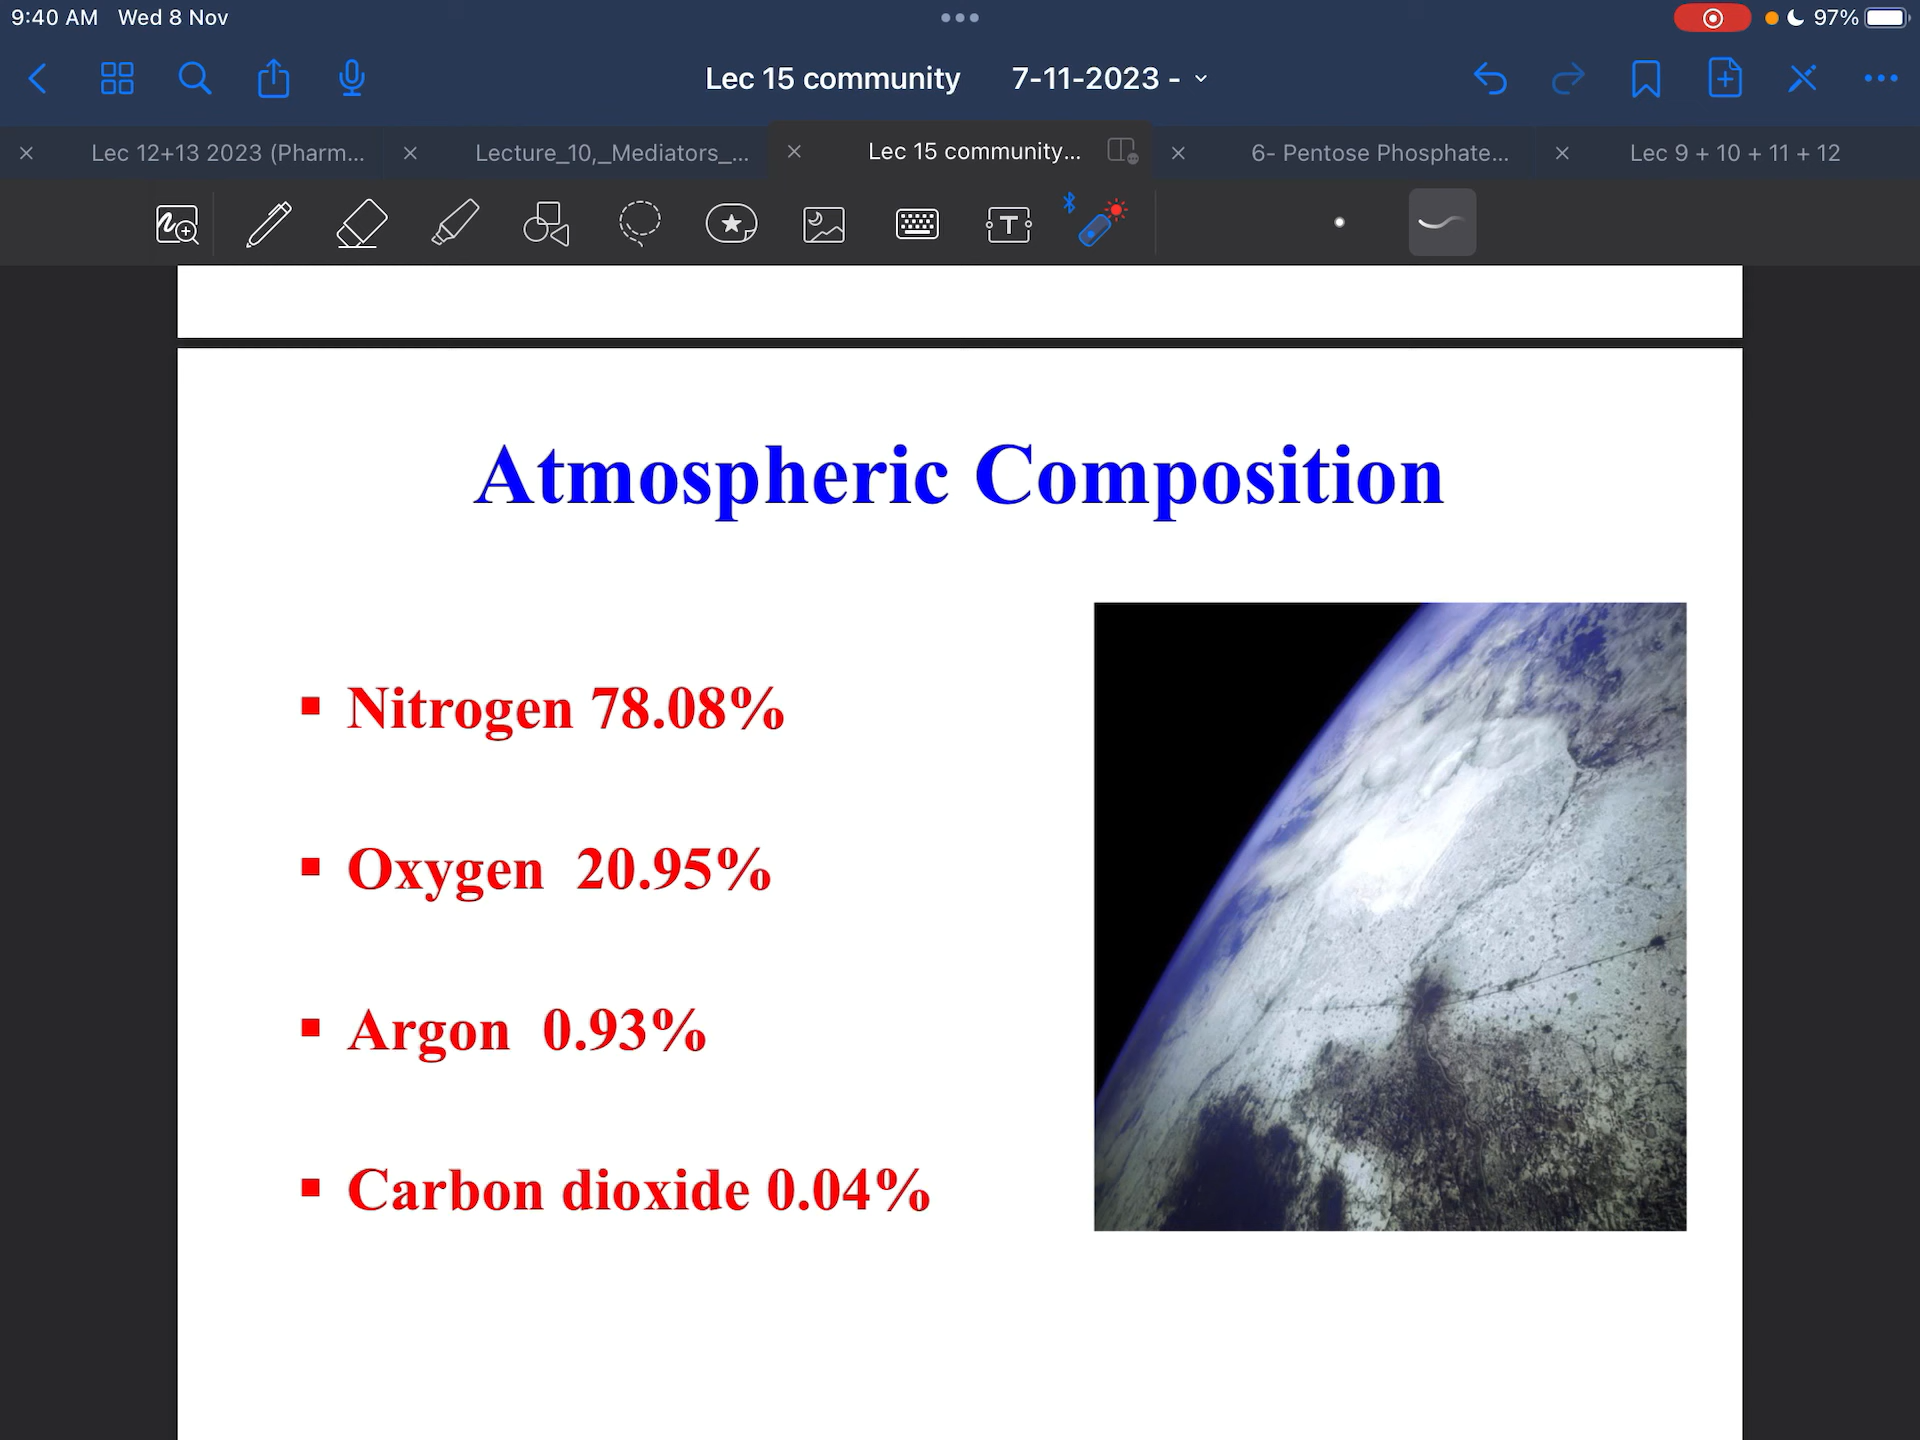 9:40 AM Wed 8 Nov
97%
Lec 15 community 7-11-2023 -
Lec 12+13 2023 (Pharm...
Lecture_10,_Mediators_...
Lec 15 community...
6- Pentose Phosphate...
Lec 9 + 10 + 11 + 12
T
Atmospheric Composition
▪ Nitrogen 78.08%
▪ Oxygen 20.95%
▪ Argon 0.93%
▪ Carbon dioxide 0.04%